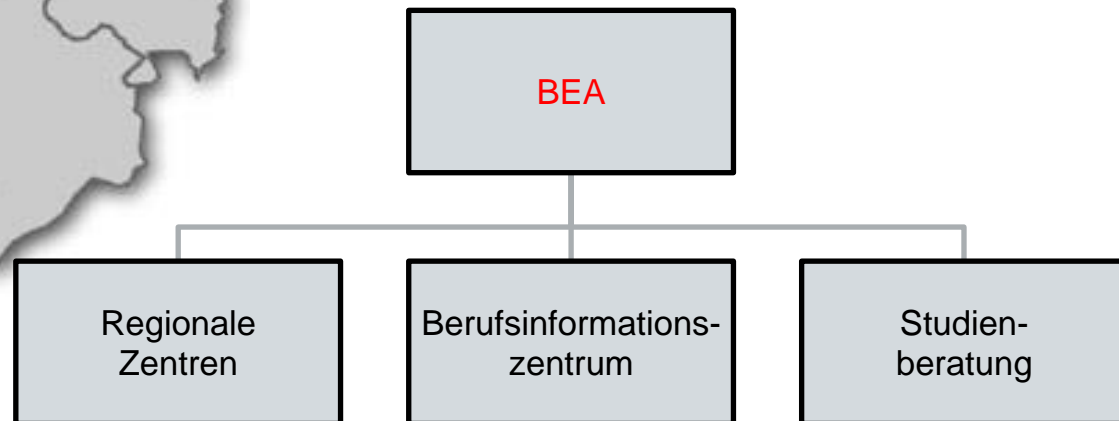 BEA
Regionale
Zentren
Berufsinformations-
zentrum
Studien-
beratung